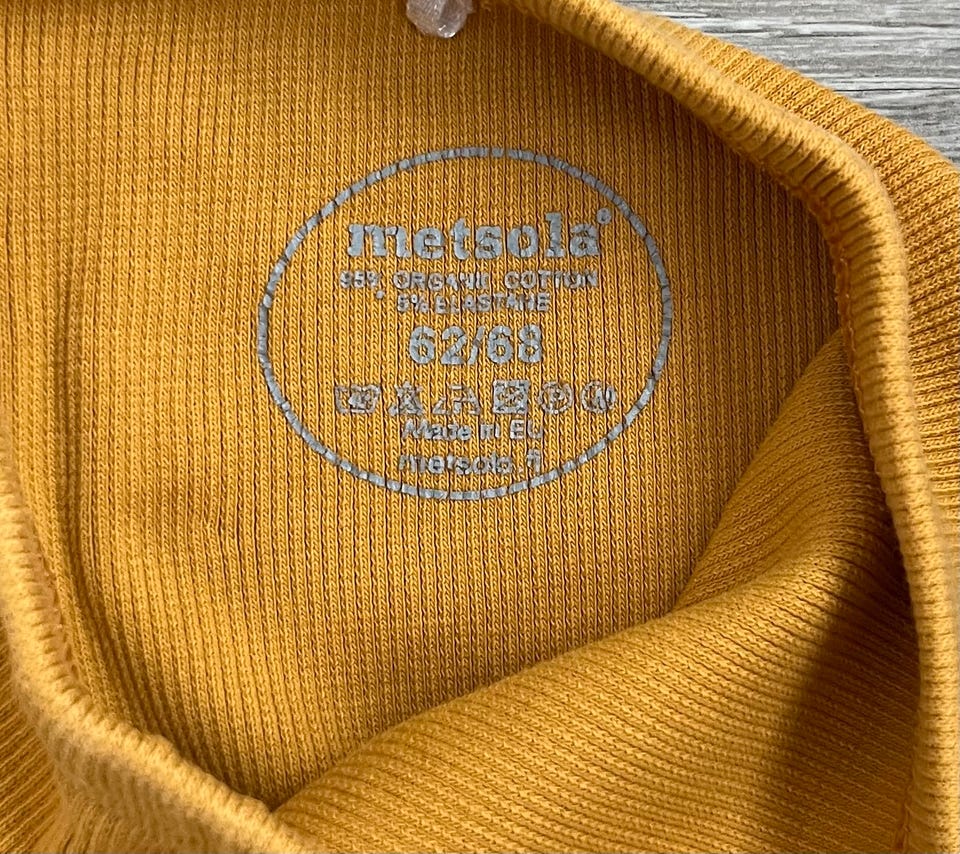 metsola®
95% ORGANIC COTTON
5% ELASTANE
62/68
Made in EU
metsola.fi